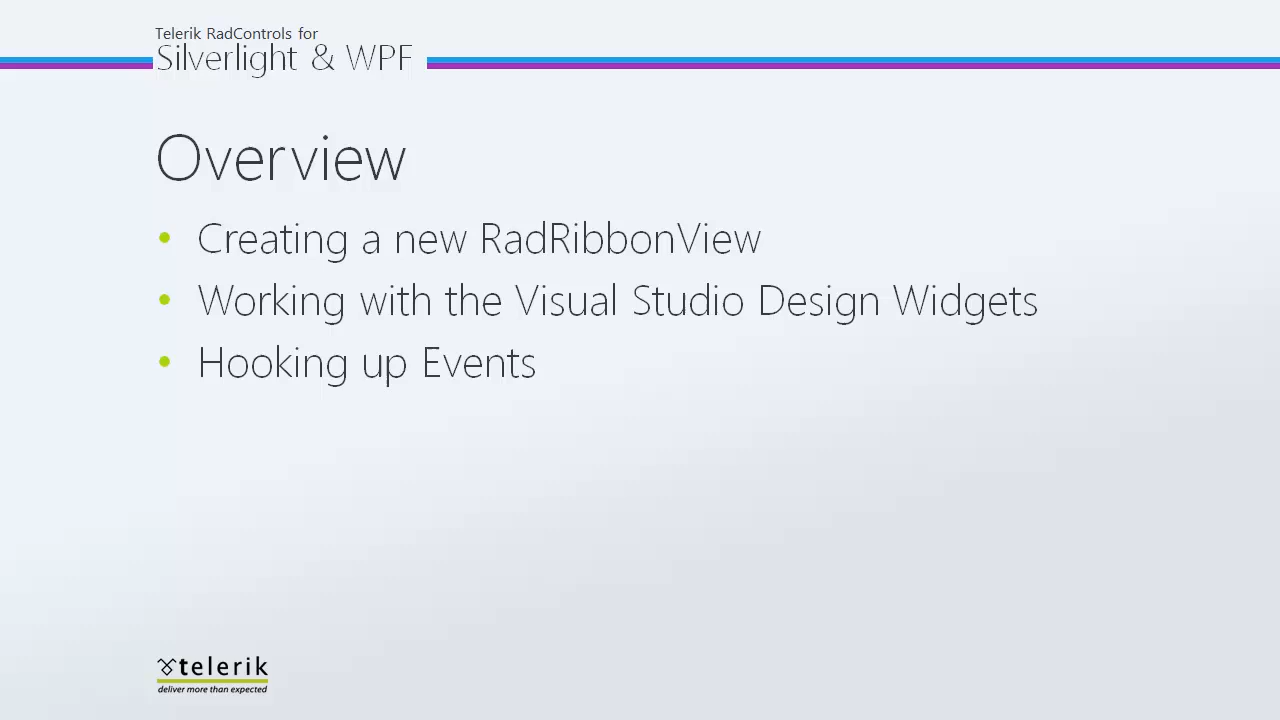 Telerik RadControls for
Silverlight & WPF
Overview
• Creating a new RadRibbonView
• Working with the Visual Studio Design Widgets
• Hooking up Events
telerik
deliver more than expected